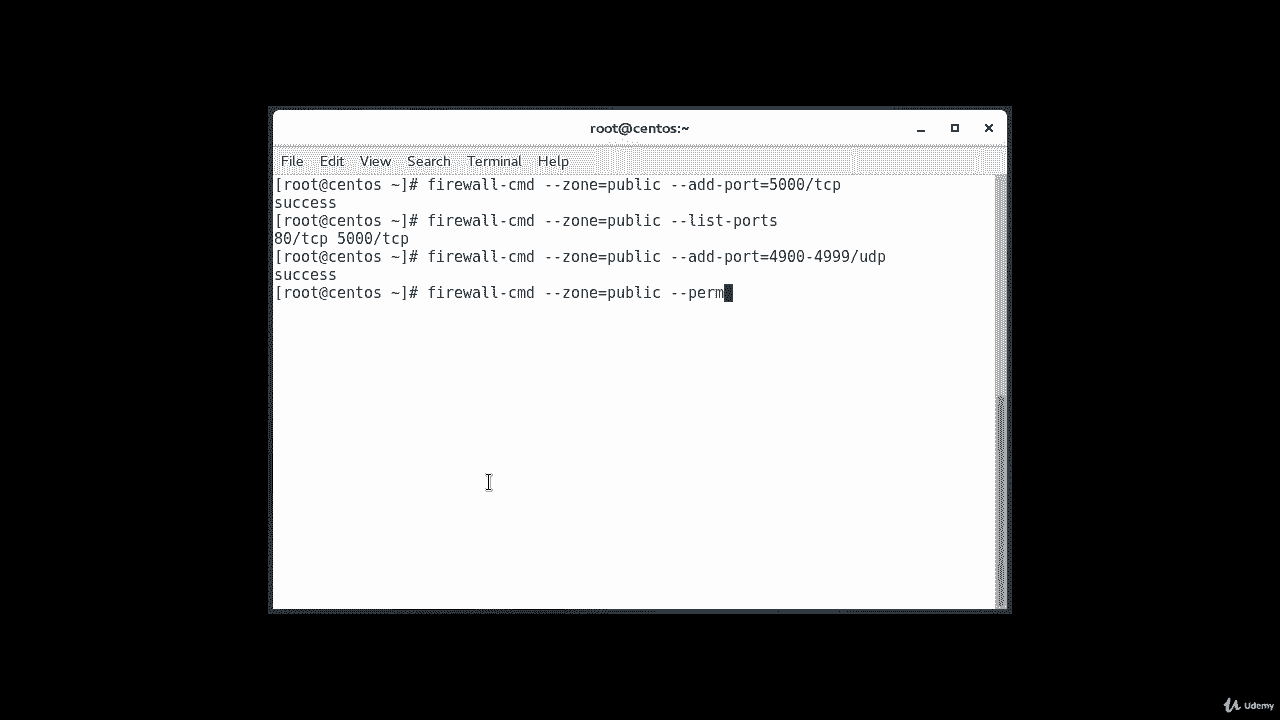 root@centos:~
File Edit View Search Terminal Help
[root@centos ~]# firewall-cmd --zone=public --add-port=5000/tcp
success
[root@centos ~]# firewall-cmd --zone=public --list-ports
80/tcp 5000/tcp
[root@centos ~]# firewall-cmd --zone=public --add-port=4900-4999/udp
success
[root@centos ~]# firewall-cmd --zone=public --perm
Udemy